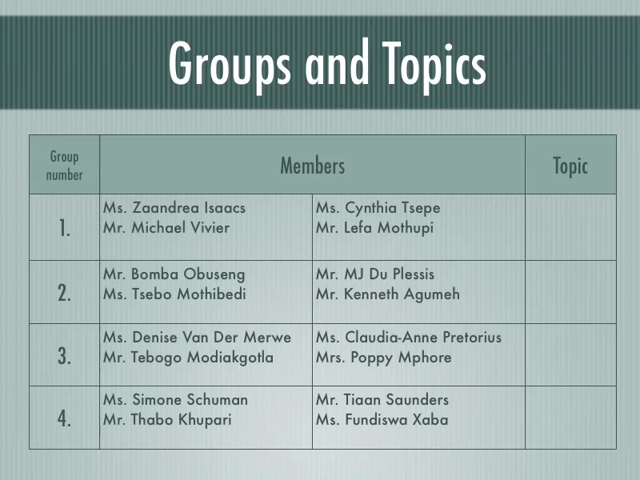 Groups and Topics
Group number
Members
Topic
1.
Ms. Zaandrea Isaacs
Mr. Michael Vivier
Ms. Cynthia Tsepe
Mr. Lefa Mothupi
2.
Mr. Bomba Obuseng
Ms. Tsebo Mothibedi
Mr. MJ Du Plessis
Mr. Kenneth Agumeh
3.
Ms. Denise Van Der Merwe
Mr. Tebogo Modiakgotla
Ms. Claudia-Anne Pretorius
Mrs. Poppy Mphore
4.
Ms. Simone Schuman
Mr. Thabo Khupari
Mr. Tiaan Saunders
Ms. Fundiswa Xaba